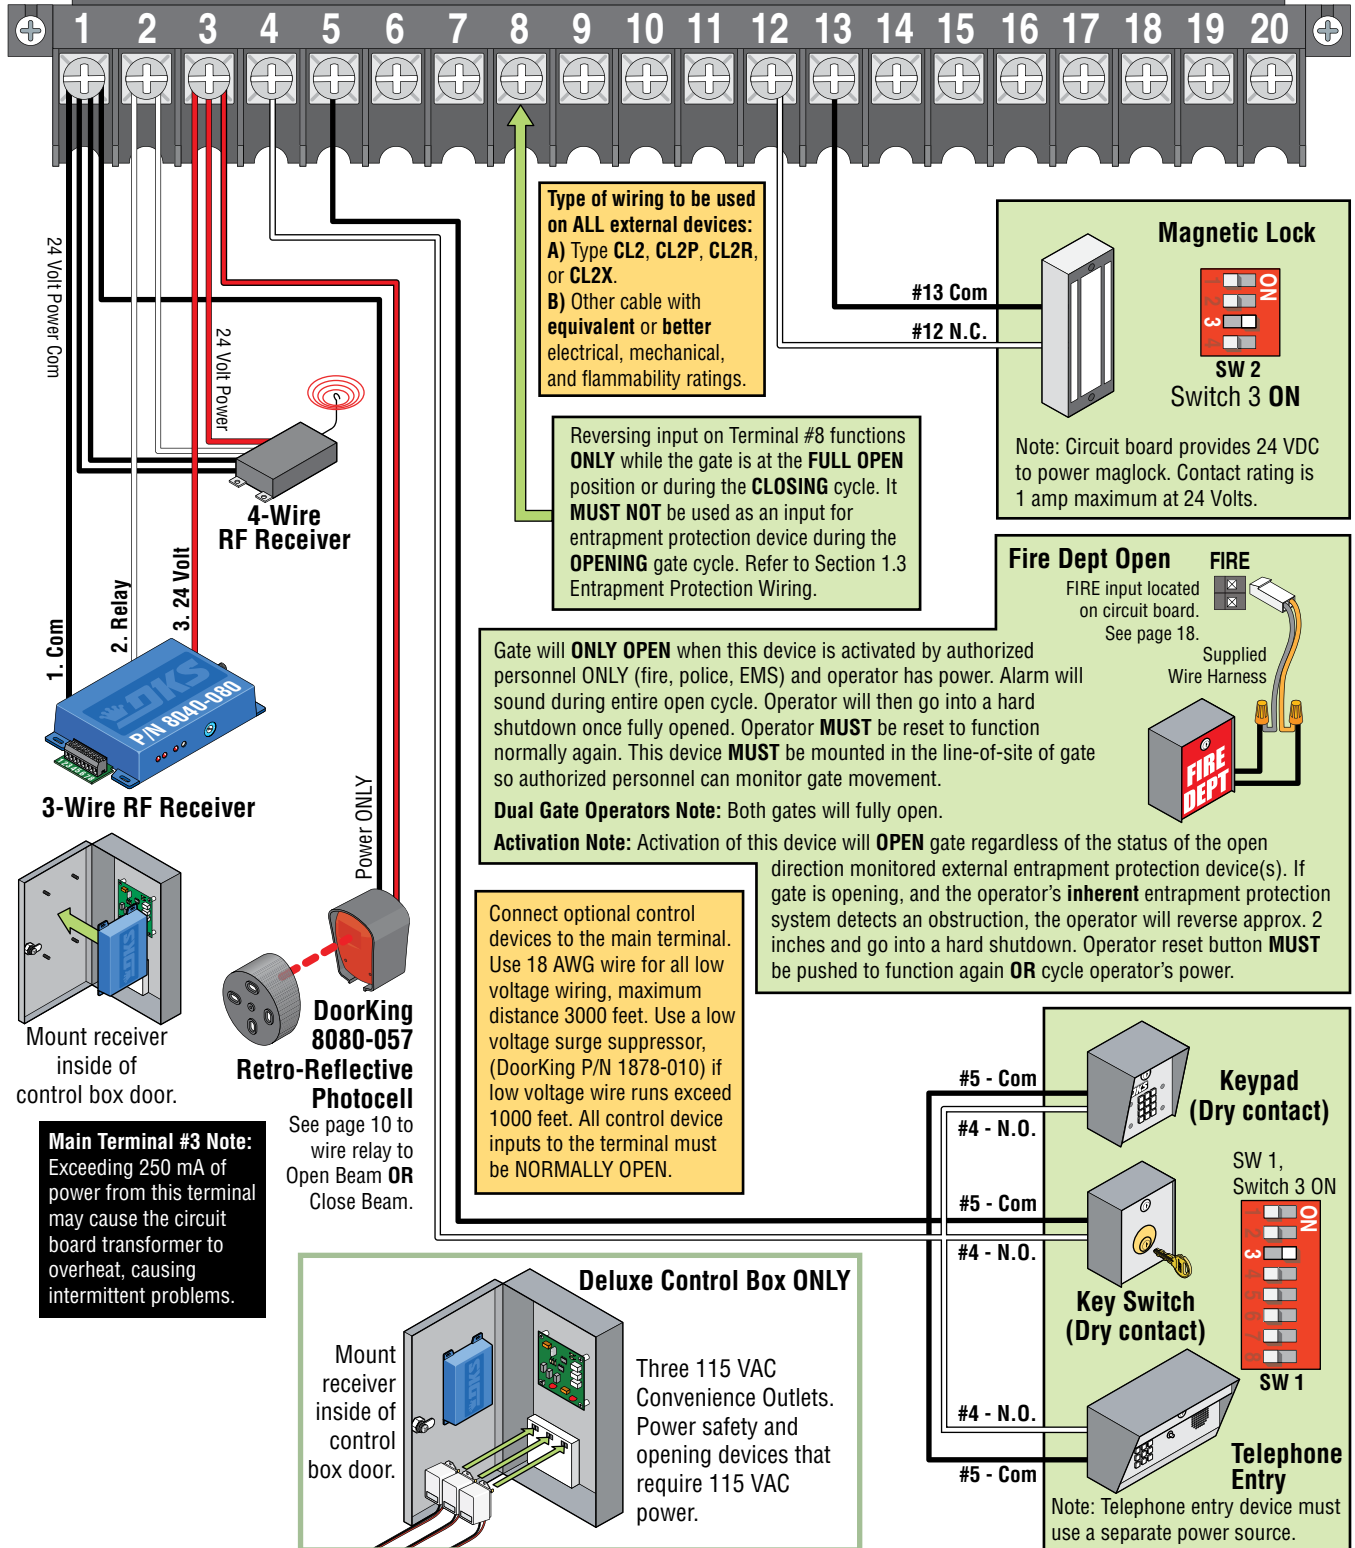 1 2 3 4 5 6 7 8 9 10 11 12 13 14 15 16 17 18 19 20
24 Volt Power Com
24 Volt Power
4-Wire
RF Receiver
1. Com
2. Relay
3. 24 Volt
DKS
P/N 8040-080
1 2 3 4 5 6 7 8
3-Wire RF Receiver
Mount receiver
inside of
control box door.
Main Terminal #3 Note:
Exceeding 250 mA of
power from this terminal
may cause the circuit
board transformer to
overheat, causing
intermittent problems.
Power ONLY
DoorKing
8080-057
Retro-Reflective
Photocell
See page 10 to
wire relay to
Open Beam OR
Close Beam.
Type of wiring to be used
on ALL external devices:
A) Type CL2, CL2P, CL2R,
or CL2X.
B) Other cable with
equivalent or better
electrical, mechanical,
and flammability ratings.
Reversing input on Terminal #8 functions
ONLY while the gate is at the FULL OPEN
position or during the CLOSING cycle. It
MUST NOT be used as an input for
entrapment protection device during the
OPENING gate cycle. Refer to Section 1.3
Entrapment Protection Wiring.
#13 Com
#12 N.C.
Magnetic Lock
ON
1
2
3
4
SW 2
Switch 3 ON
Note: Circuit board provides 24 VDC
to power maglock. Contact rating is
1 amp maximum at 24 Volts.
Fire Dept Open
FIRE
FIRE input located
on circuit board.
See page 18.
Supplied
Wire Harness
FIRE
DEPT
Gate will ONLY OPEN when this device is activated by authorized
personnel ONLY (fire, police, EMS) and operator has power. Alarm will
sound during entire open cycle. Operator will then go into a hard
shutdown once fully opened. Operator MUST be reset to function
normally again. This device MUST be mounted in the line-of-site of gate
so authorized personnel can monitor gate movement.
Dual Gate Operators Note: Both gates will fully open.
Activation Note: Activation of this device will OPEN gate regardless of the status of the open
direction monitored external entrapment protection device(s). If
gate is opening, and the operator's inherent entrapment protection
system detects an obstruction, the operator will reverse approx. 2
inches and go into a hard shutdown. Operator reset button MUST
be pushed to function again OR cycle operator's power.
Connect optional control
devices to the main terminal.
Use 18 AWG wire for all low
voltage wiring, maximum
distance 3000 feet. Use a low
voltage surge suppressor,
(DoorKing P/N 1878-010) if
low voltage wire runs exceed
1000 feet. All control device
inputs to the terminal must
be NORMALLY OPEN.
#5 - Com
#4 - N.O.
DKS
Keypad
(Dry contact)
#5 - Com
#4 - N.O.
Key Switch
(Dry contact)
SW 1,
Switch 3 ON
ON
1
2
3
4
5
6
7
8
SW 1
#4 - N.O.
#5 - Com
Telephone
Entry
Note: Telephone entry device must
use a separate power source.
Deluxe Control Box ONLY
Mount
receiver
inside of
control
box door.
DKS
Three 115 VAC
Convenience Outlets.
Power safety and
opening devices that
require 115 VAC
power.